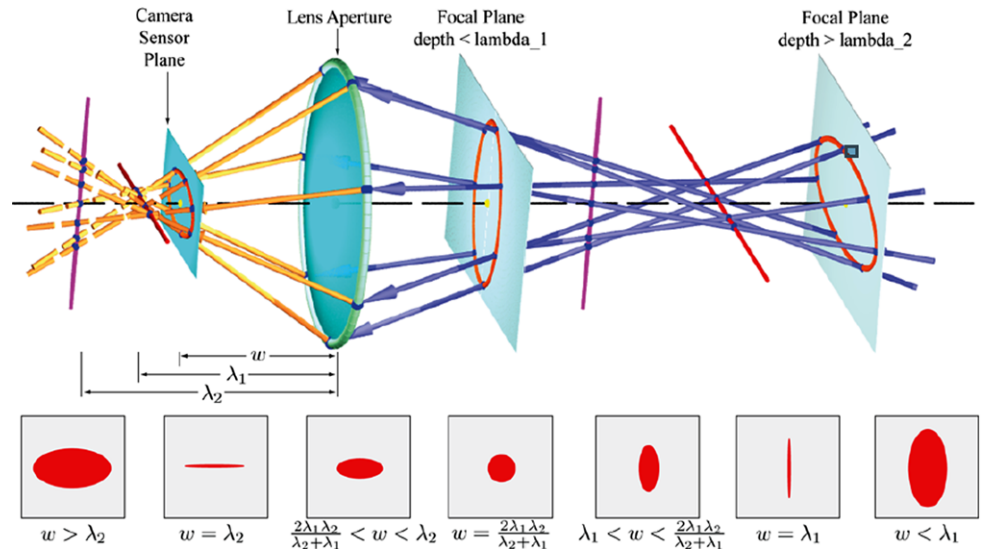 Camera
Sensor
Plane
Lens Aperture
Focal Plane
depth < lambda_1
Focal Plane
depth > lambda_2
w
λ₁
λ₂
w > λ₂
w = λ₂
2λ₁λ₂/λ₂+λ₁ < w < λ₂
w = 2λ₁λ₂/λ₂+λ₁
λ₁ < w < 2λ₁λ₂/λ₂+λ₁
w = λ₁
w < λ₁